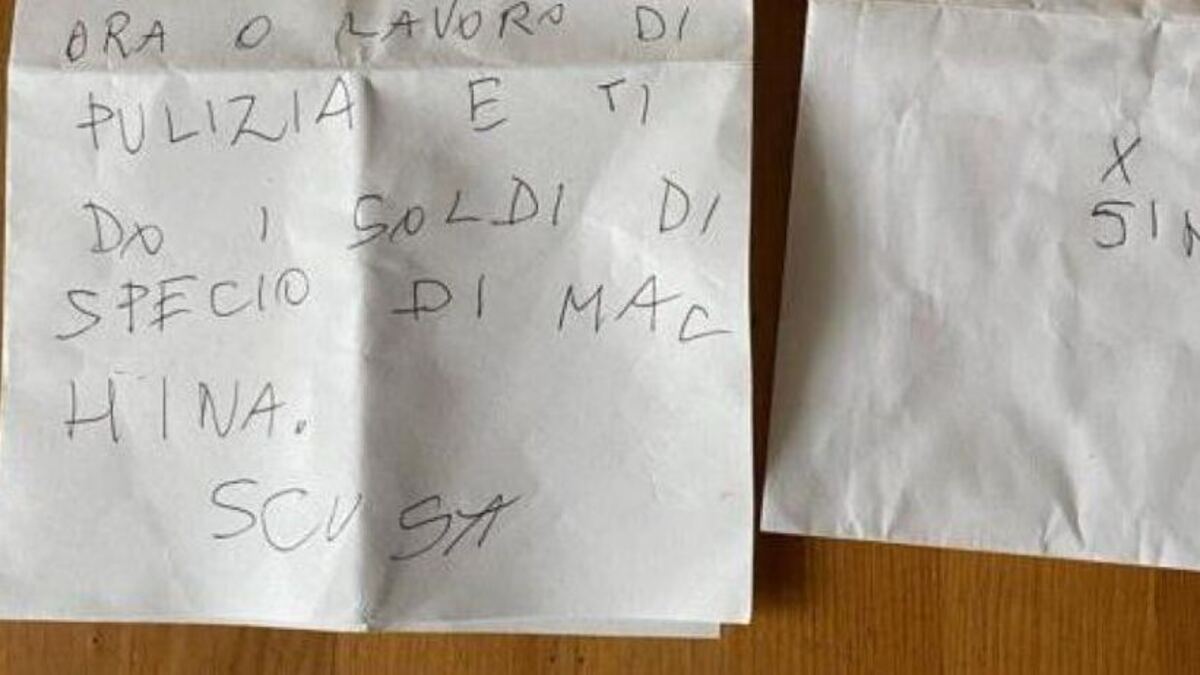 ORA O LAVORO DI
PULIZIA E TI
DO I SOLDI DI
SPECIO DI MAC
HINA.
SCUSA
X